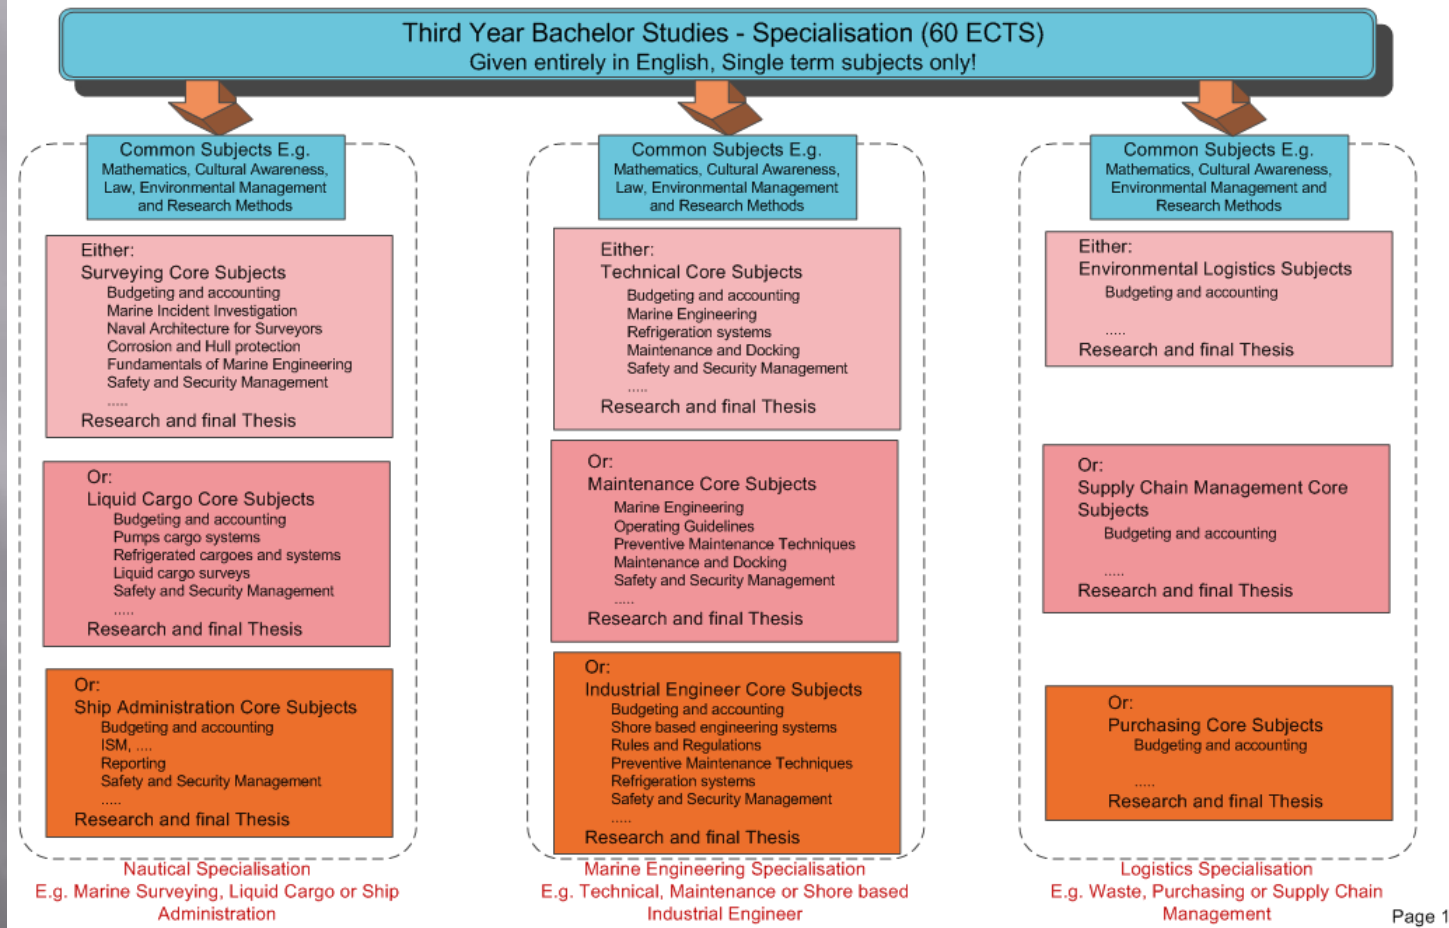 Third Year Bachelor Studies - Specialisation (60 ECTS)
Given entirely in English, Single term subjects only!
Common Subjects E.g.
Mathematics, Cultural Awareness,
Law, Environmental Management
and Research Methods
Either:
Surveying Core Subjects
Budgeting and accounting
Marine Incident Investigation
Naval Architecture for Surveyors
Corrosion and Hull protection
Fundamentals of Marine Engineering
Safety and Security Management
.....
Research and final Thesis
Or:
Liquid Cargo Core Subjects
Budgeting and accounting
Pumps cargo systems
Refrigerated cargoes and systems
Liquid cargo surveys
Safety and Security Management
.....
Research and final Thesis
Or:
Ship Administration Core Subjects
Budgeting and accounting
ISM, ....
Reporting
Safety and Security Management
.....
Research and final Thesis
Nautical Specialisation
E.g. Marine Surveying, Liquid Cargo or Ship
Administration
Common Subjects E.g.
Mathematics, Cultural Awareness,
Law, Environmental Management
and Research Methods
Either:
Technical Core Subjects
Budgeting and accounting
Marine Engineering
Refrigeration systems
Maintenance and Docking
Safety and Security Management
.....
Research and final Thesis
Or:
Maintenance Core Subjects
Marine Engineering
Operating Guidelines
Preventive Maintenance Techniques
Maintenance and Docking
Safety and Security Management
.....
Research and final Thesis
Or:
Industrial Engineer Core Subjects
Budgeting and accounting
Shore based engineering systems
Rules and Regulations
Preventive Maintenance Techniques
Refrigeration systems
Safety and Security Management
.....
Research and final Thesis
Marine Engineering Specialisation
E.g. Technical, Maintenance or Shore based
Industrial Engineer
Common Subjects E.g.
Mathematics, Cultural Awareness,
Environmental Management and
Research Methods
Either:
Environmental Logistics Subjects
Budgeting and accounting
.....
Research and final Thesis
Or:
Supply Chain Management Core
Subjects
Budgeting and accounting
.....
Research and final Thesis
Or:
Purchasing Core Subjects
Budgeting and accounting
.....
Research and final Thesis
Logistics Specialisation
E.g. Waste, Purchasing or Supply Chain
Management
Page 1